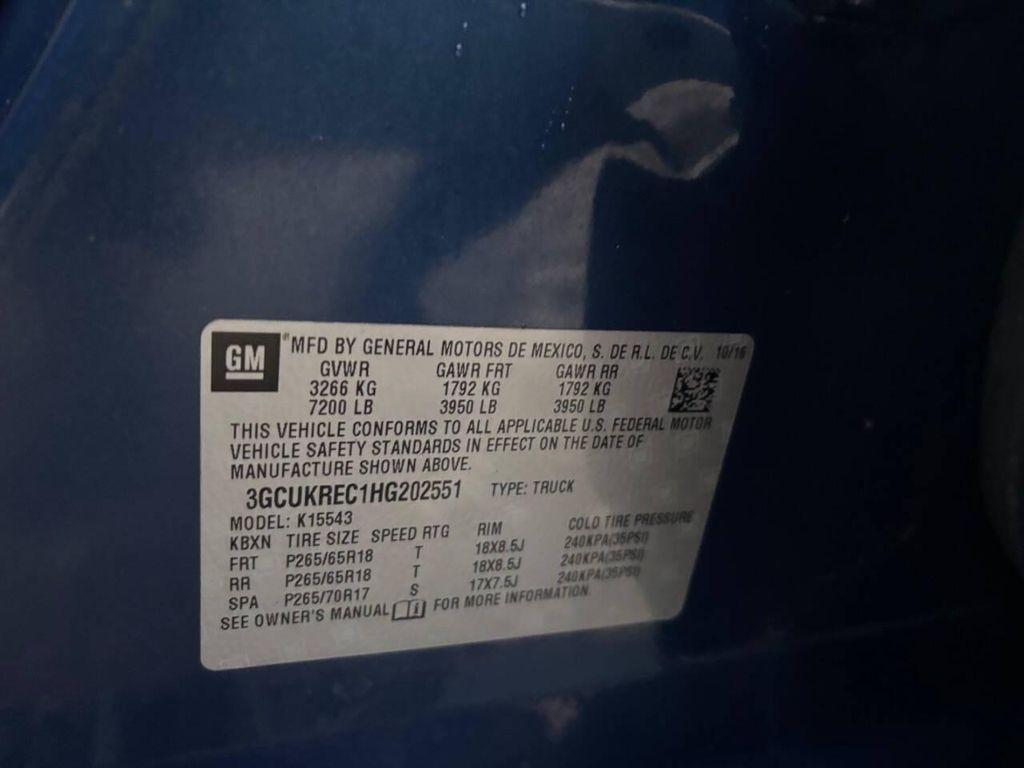 GM ® MFD BY GENERAL MOTORS DE MEXICO, S. DE R.L. DE C.V. 10/16
GVWR GAWR FRT GAWR RR
3266 KG 1792 KG 1792 KG
7200 LB 3950 LB 3950 LB
THIS VEHICLE CONFORMS TO ALL APPLICABLE U.S. FEDERAL MOTOR
VEHICLE SAFETY STANDARDS IN EFFECT ON THE DATE OF
MANUFACTURE SHOWN ABOVE.
3GCUKREC1HG202551 TYPE: TRUCK
MODEL: K15543
KBXN TIRE SIZE SPEED RTG RIM COLD TIRE PRESSURE
FRT P265/65R18 T 18X8.5J 240KPA(35PSI)
RR P265/65R18 T 18X8.5J 240KPA(35PSI)
SPA P265/70R17 S 17X7.5J 240KPA(35PSI)
SEE OWNER'S MANUAL FOR MORE INFORMATION.